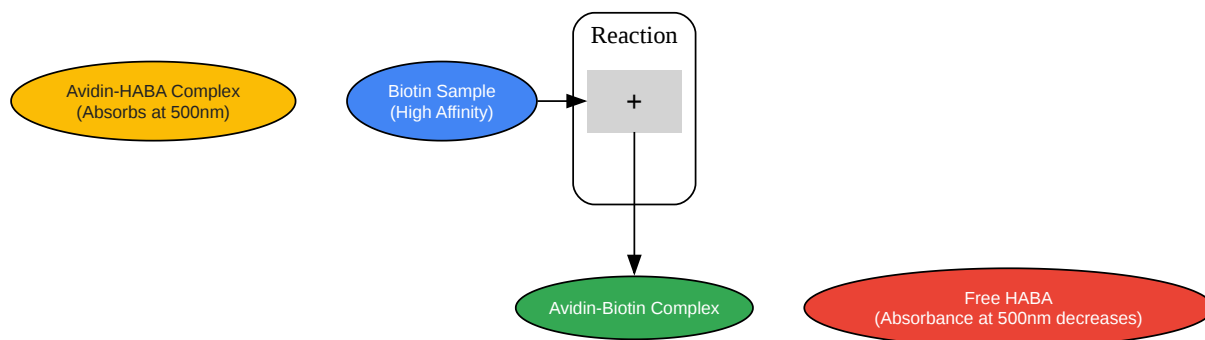 Reaction
Avidin-HABA Complex
(Absorbs at 500nm)
Biotin Sample
(High Affinity)
+
Avidin-Biotin Complex
Free HABA
(Absorbance at 500nm decreases)